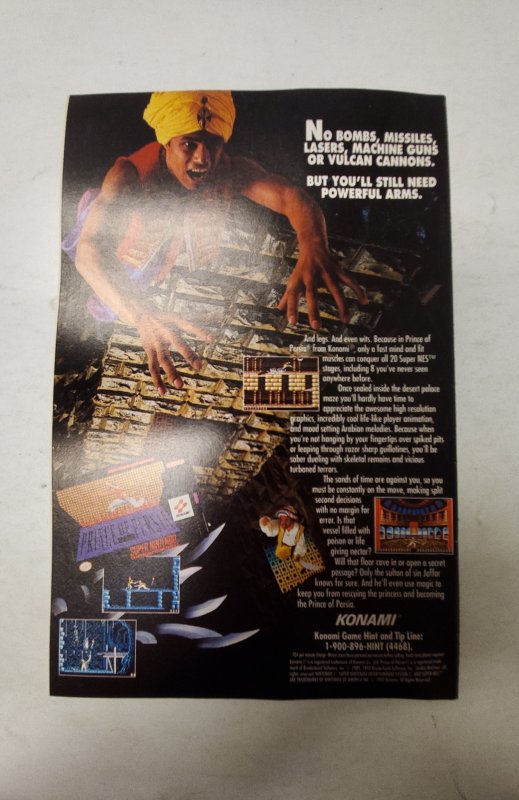 NO BOMBS, MISSILES,
LASERS, MACHINE GUNS
OR VULCAN CANNONS.
BUT YOU'LL STILL NEED
POWERFUL ARMS.
And legs. And even wits. Because in Prince of
Persia® from Konami®, only a fast mind and fit
muscles can conquer all 20 Super NES™
stages, including 8 you've never seen
anywhere before.
Once sealed inside the desert palace
maze you'll hardly have time to
appreciate the awesome high resolution
graphics, incredibly cool life-like player animation,
and mood setting Arabian melodies. Because when
you're not hanging by your fingertips over spiked pits
or leaping through razor sharp guillotines, you'll be
saber dueling with skeletal remains and vicious
turbaned terrors.
The sands of time are against you, so you
must be constantly on the move, making split
second decisions
with no margin for
error. Is that
vessel filled with
poison or life
giving nectar?
Will that floor cave in or open a secret
passage? Only the sultan of sin Jaffar
knows for sure. And he'll even use magic to
keep you from rescuing the princess and becoming
the Prince of Persia.
PRINCE OF PERSIA
KONAMI
SUPER NINTENDO
KONAMI®
Konami Game Hint and Tip Line:
1-900-896-HINT (4468).